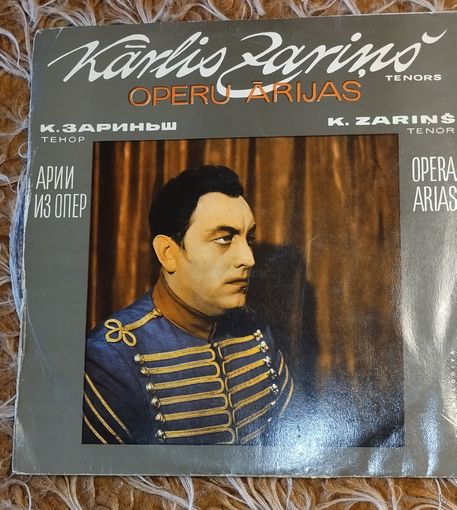 Kārlis Zariņš
TENORS
OPERU ĀRIJAS
К.ЗАРИНЬШ
ТЕНОР
K. ZARIŅŠ
TENOR
АРИИ
ИЗ ОПЕР
OPERA
ARIAS